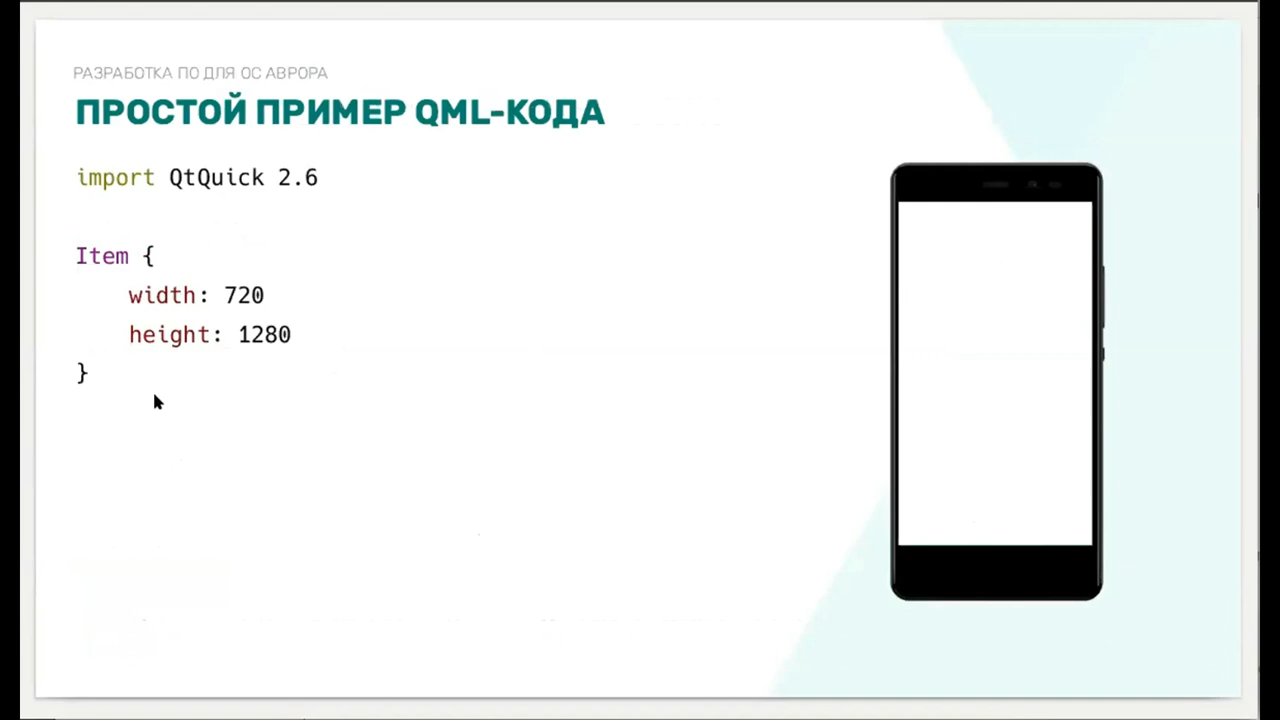 РАЗРАБОТКА ПО ДЛЯ ОС АВРОРА
ПРОСТОЙ ПРИМЕР QML-КОДА
import QtQuick 2.6
Item {
    width: 720
    height: 1280
}